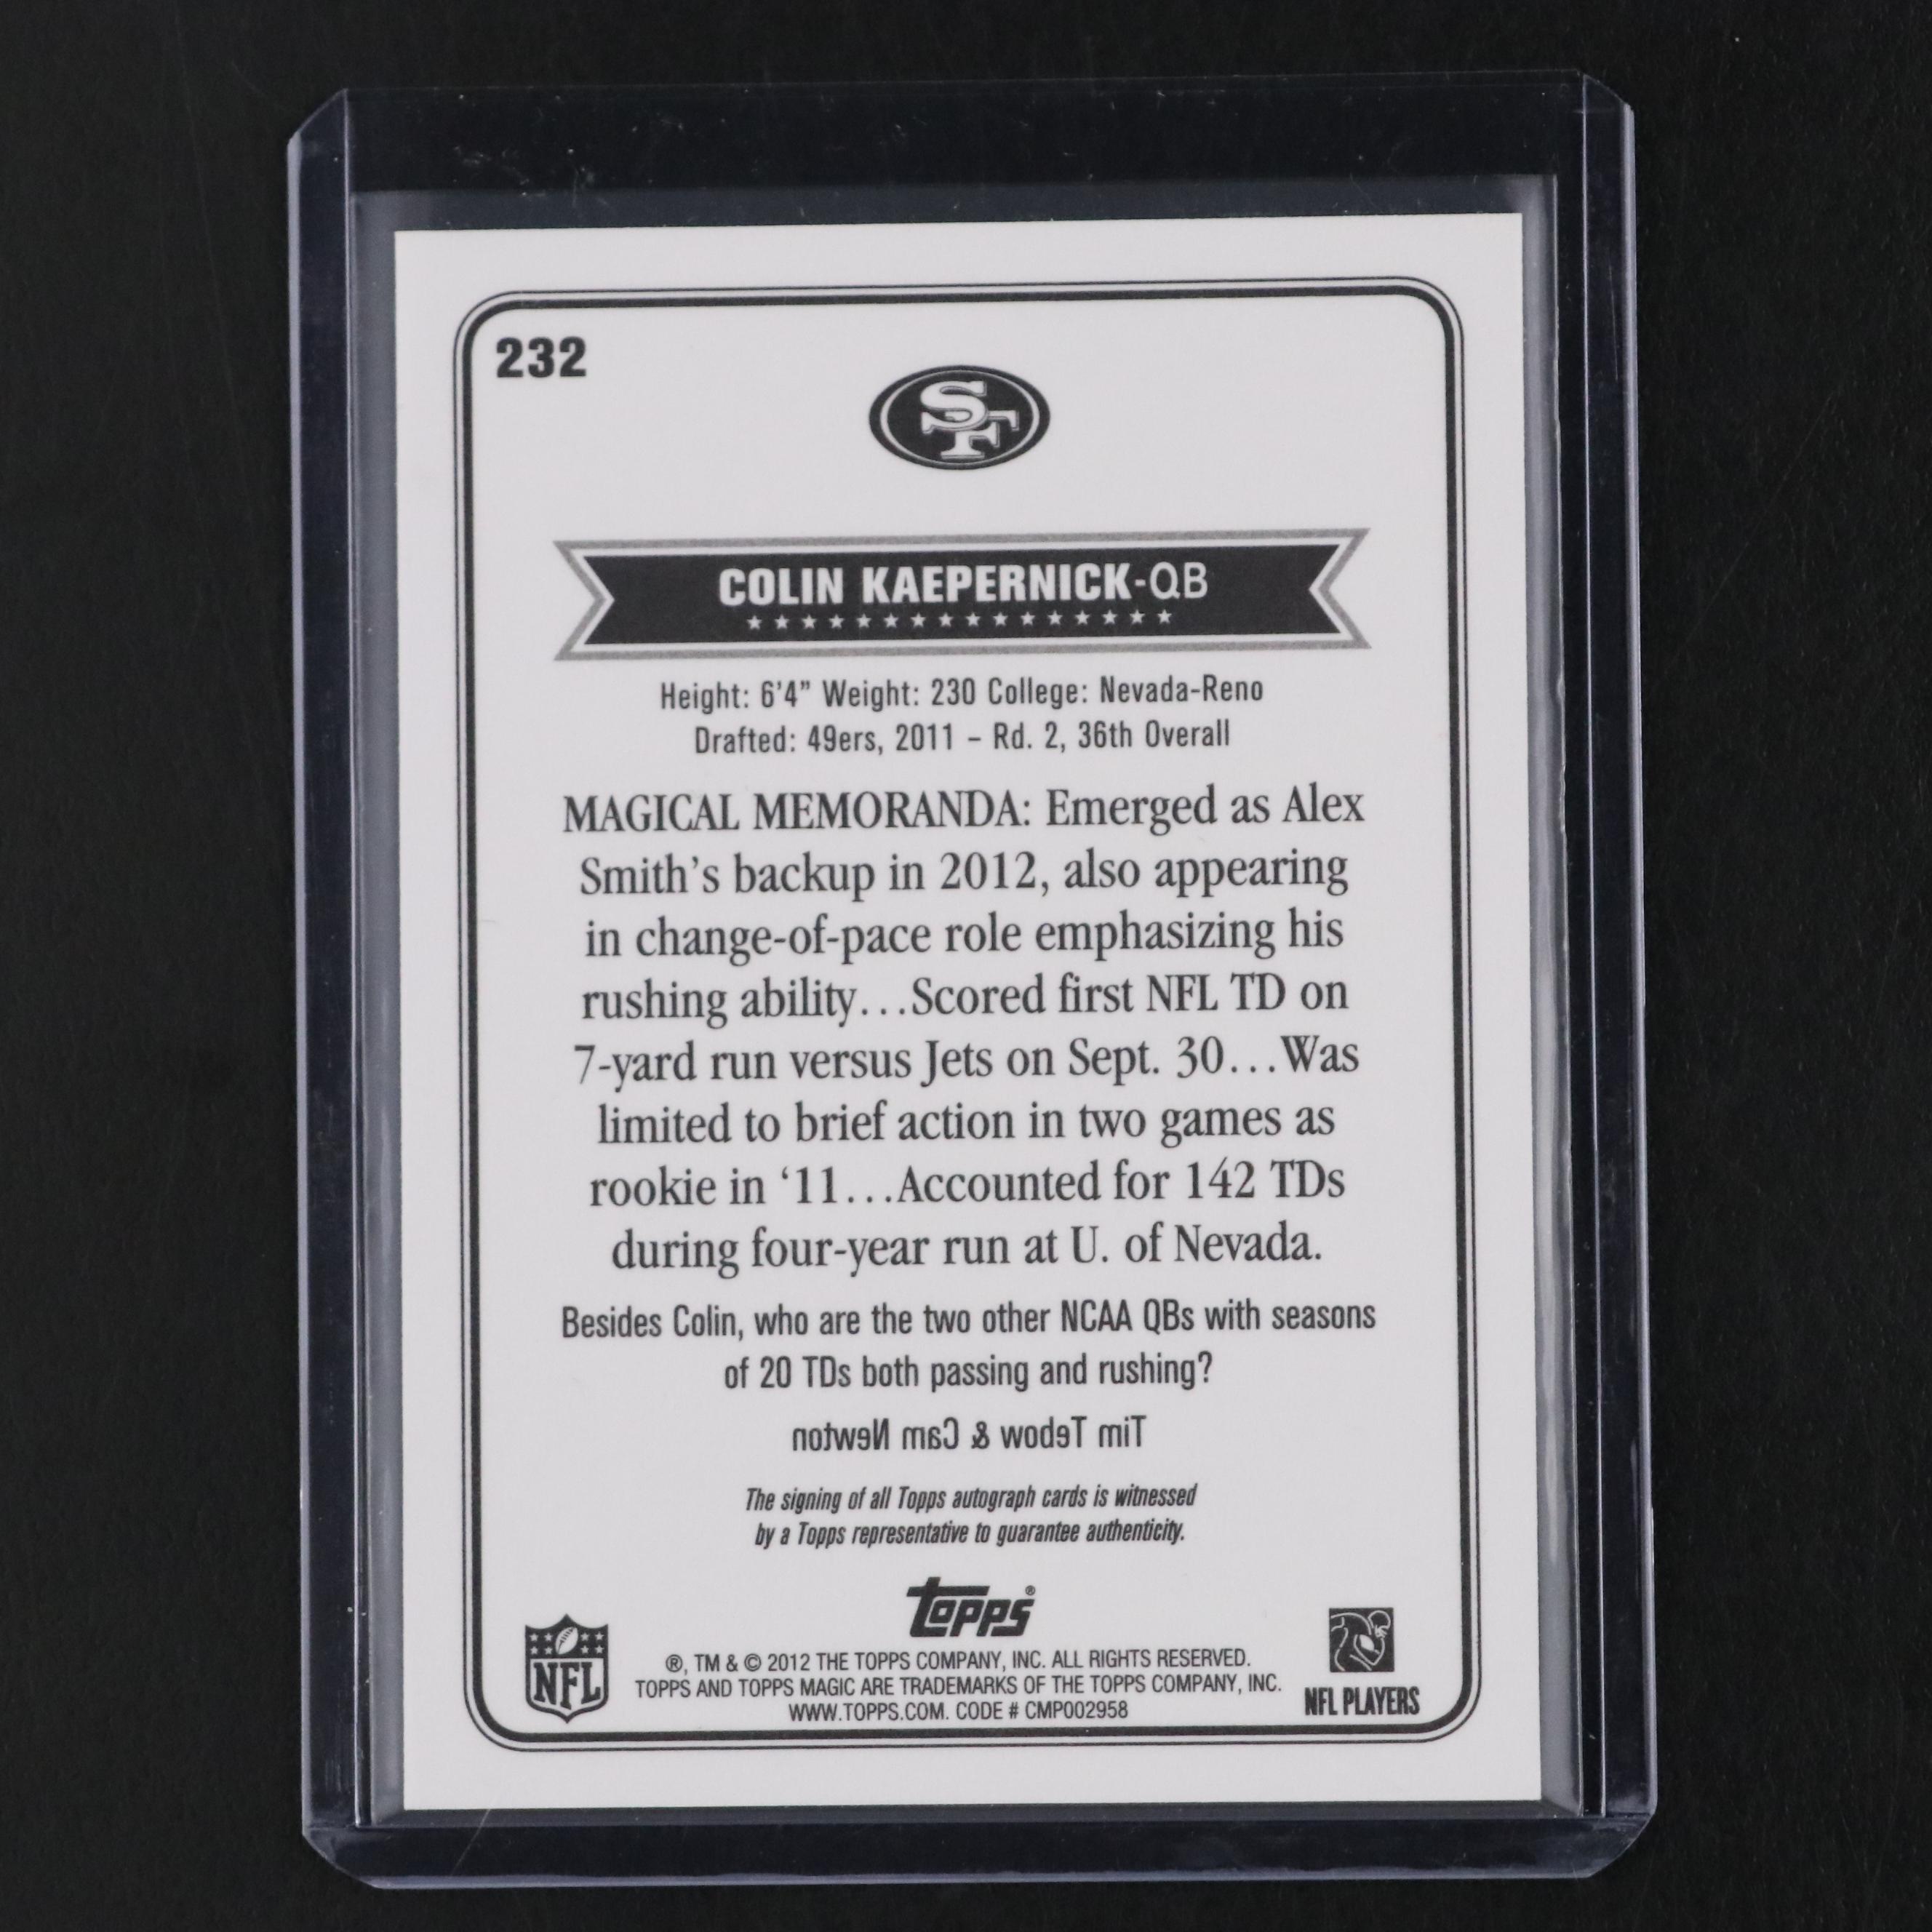 232
SF
COLIN KAEPERNICK-QB
Height: 6'4” Weight: 230 College: Nevada-Reno
Drafted: 49ers, 2011 – Rd. 2, 36th Overall
MAGICAL MEMORANDA: Emerged as Alex
Smith’s backup in 2012, also appearing
in change-of-pace role emphasizing his
rushing ability...Scored first NFL TD on
7-yard run versus Jets on Sept. 30...Was
limited to brief action in two games as
rookie in ‘11...Accounted for 142 TDs
during four-year run at U. of Nevada.
Besides Colin, who are the two other NCAA QBs with seasons
of 20 TDs both passing and rushing?
Tim Tebow & Cam Newton
The signing of all Topps autograph cards is witnessed
by a Topps representative to guarantee authenticity.
topps®
®, TM & © 2012 THE TOPPS COMPANY, INC. ALL RIGHTS RESERVED.
TOPPS AND TOPPS MAGIC ARE TRADEMARKS OF THE TOPPS COMPANY, INC.
WWW.TOPPS.COM. CODE # CMP002958
NFL
NFL PLAYERS